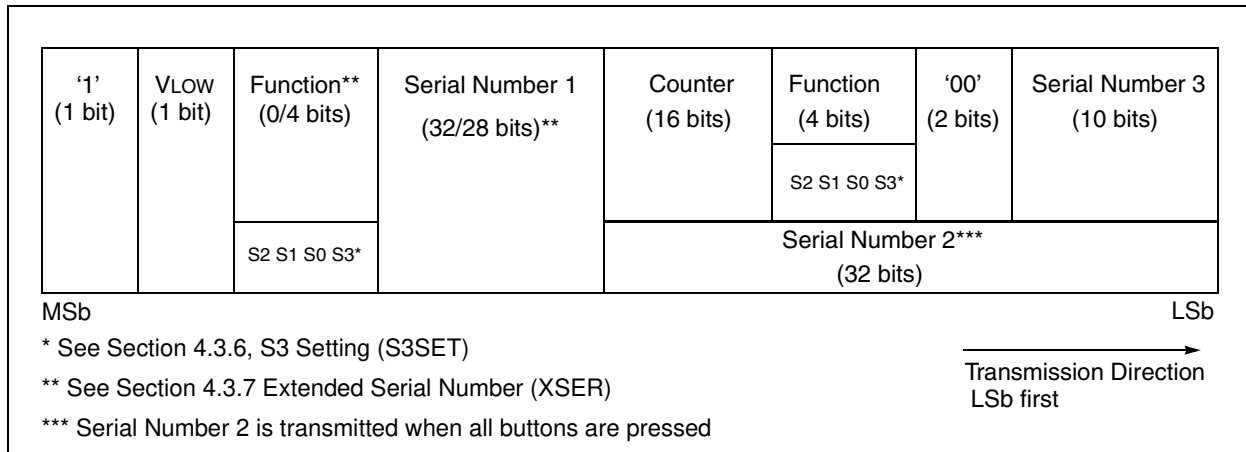 ‘1’
(1 bit)
VLOW
(1 bit)
Function**
(0/4 bits)
S2 S1 S0 S3*
Serial Number 1
(32/28 bits)**
Counter
(16 bits)
Function
(4 bits)
S2 S1 S0 S3*
‘00’
(2 bits)
Serial Number 3
(10 bits)
Serial Number 2***
(32 bits)
MSb
LSb
* See Section 4.3.6, S3 Setting (S3SET)
** See Section 4.3.7 Extended Serial Number (XSER)
*** Serial Number 2 is transmitted when all buttons are pressed
Transmission Direction
LSb first